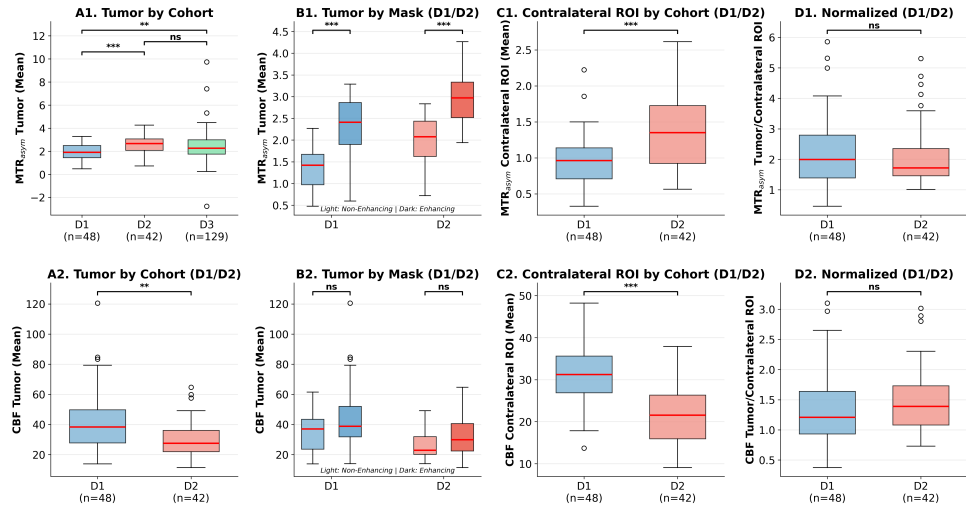 A1. Tumor by Cohort
MTRasym Tumor (Mean)
12
10
8
6
4
2
0
−2
***
**
ns
D1
(n=48)
D2
(n=42)
D3
(n=129)
B1. Tumor by Mask (D1/D2)
MTRasym Tumor (Mean)
4.5
4.0
3.5
3.0
2.5
2.0
1.5
1.0
0.5
***
***
Light: Non-Enhancing | Dark: Enhancing
D1
D2
C1. Contralateral ROI by Cohort (D1/D2)
MTRasym Contralateral ROI (Mean)
2.5
2.0
1.5
1.0
0.5
***
D1
(n=48)
D2
(n=42)
D1. Normalized (D1/D2)
MTRasym Tumor/Contralateral ROI
6
5
4
3
2
1
ns
D1
(n=48)
D2
(n=42)
A2. Tumor by Cohort (D1/D2)
CBF Tumor (Mean)
120
100
80
60
40
20
**
D1
(n=48)
D2
(n=42)
B2. Tumor by Mask (D1/D2)
CBF Tumor (Mean)
120
100
80
60
40
20
ns
ns
Light: Non-Enhancing | Dark: Enhancing
D1
D2
C2. Contralateral ROI by Cohort (D1/D2)
CBF Contralateral ROI (Mean)
50
40
30
20
10
***
D1
(n=48)
D2
(n=42)
D2. Normalized (D1/D2)
CBF Tumor/Contralateral ROI
3.0
2.5
2.0
1.5
1.0
0.5
ns
D1
(n=48)
D2
(n=42)